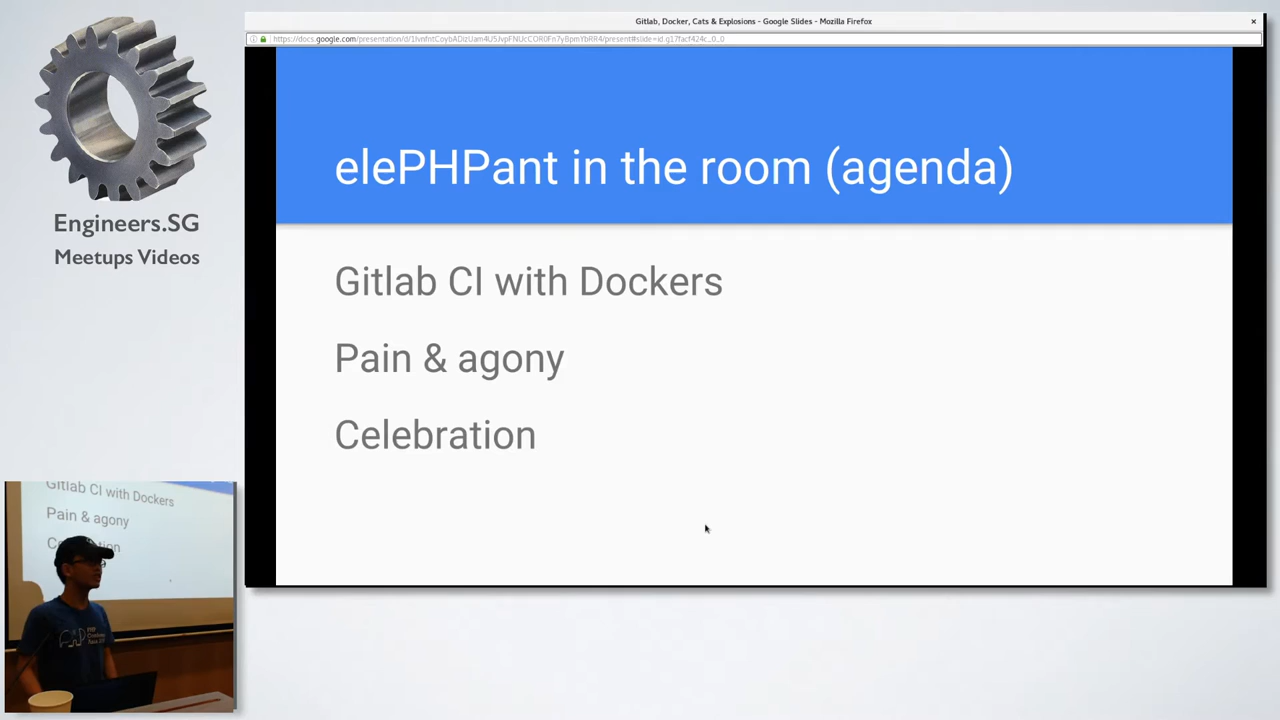 Gitlab, Docker, Cats & Explosions - Google Slides - Mozilla Firefox
elePHPant in the room (agenda)
Gitlab CI with Dockers
Pain & agony
Celebration
Engineers.SG
Meetups Videos
Gitlab CI with Dockers
Pain & agony
PHP